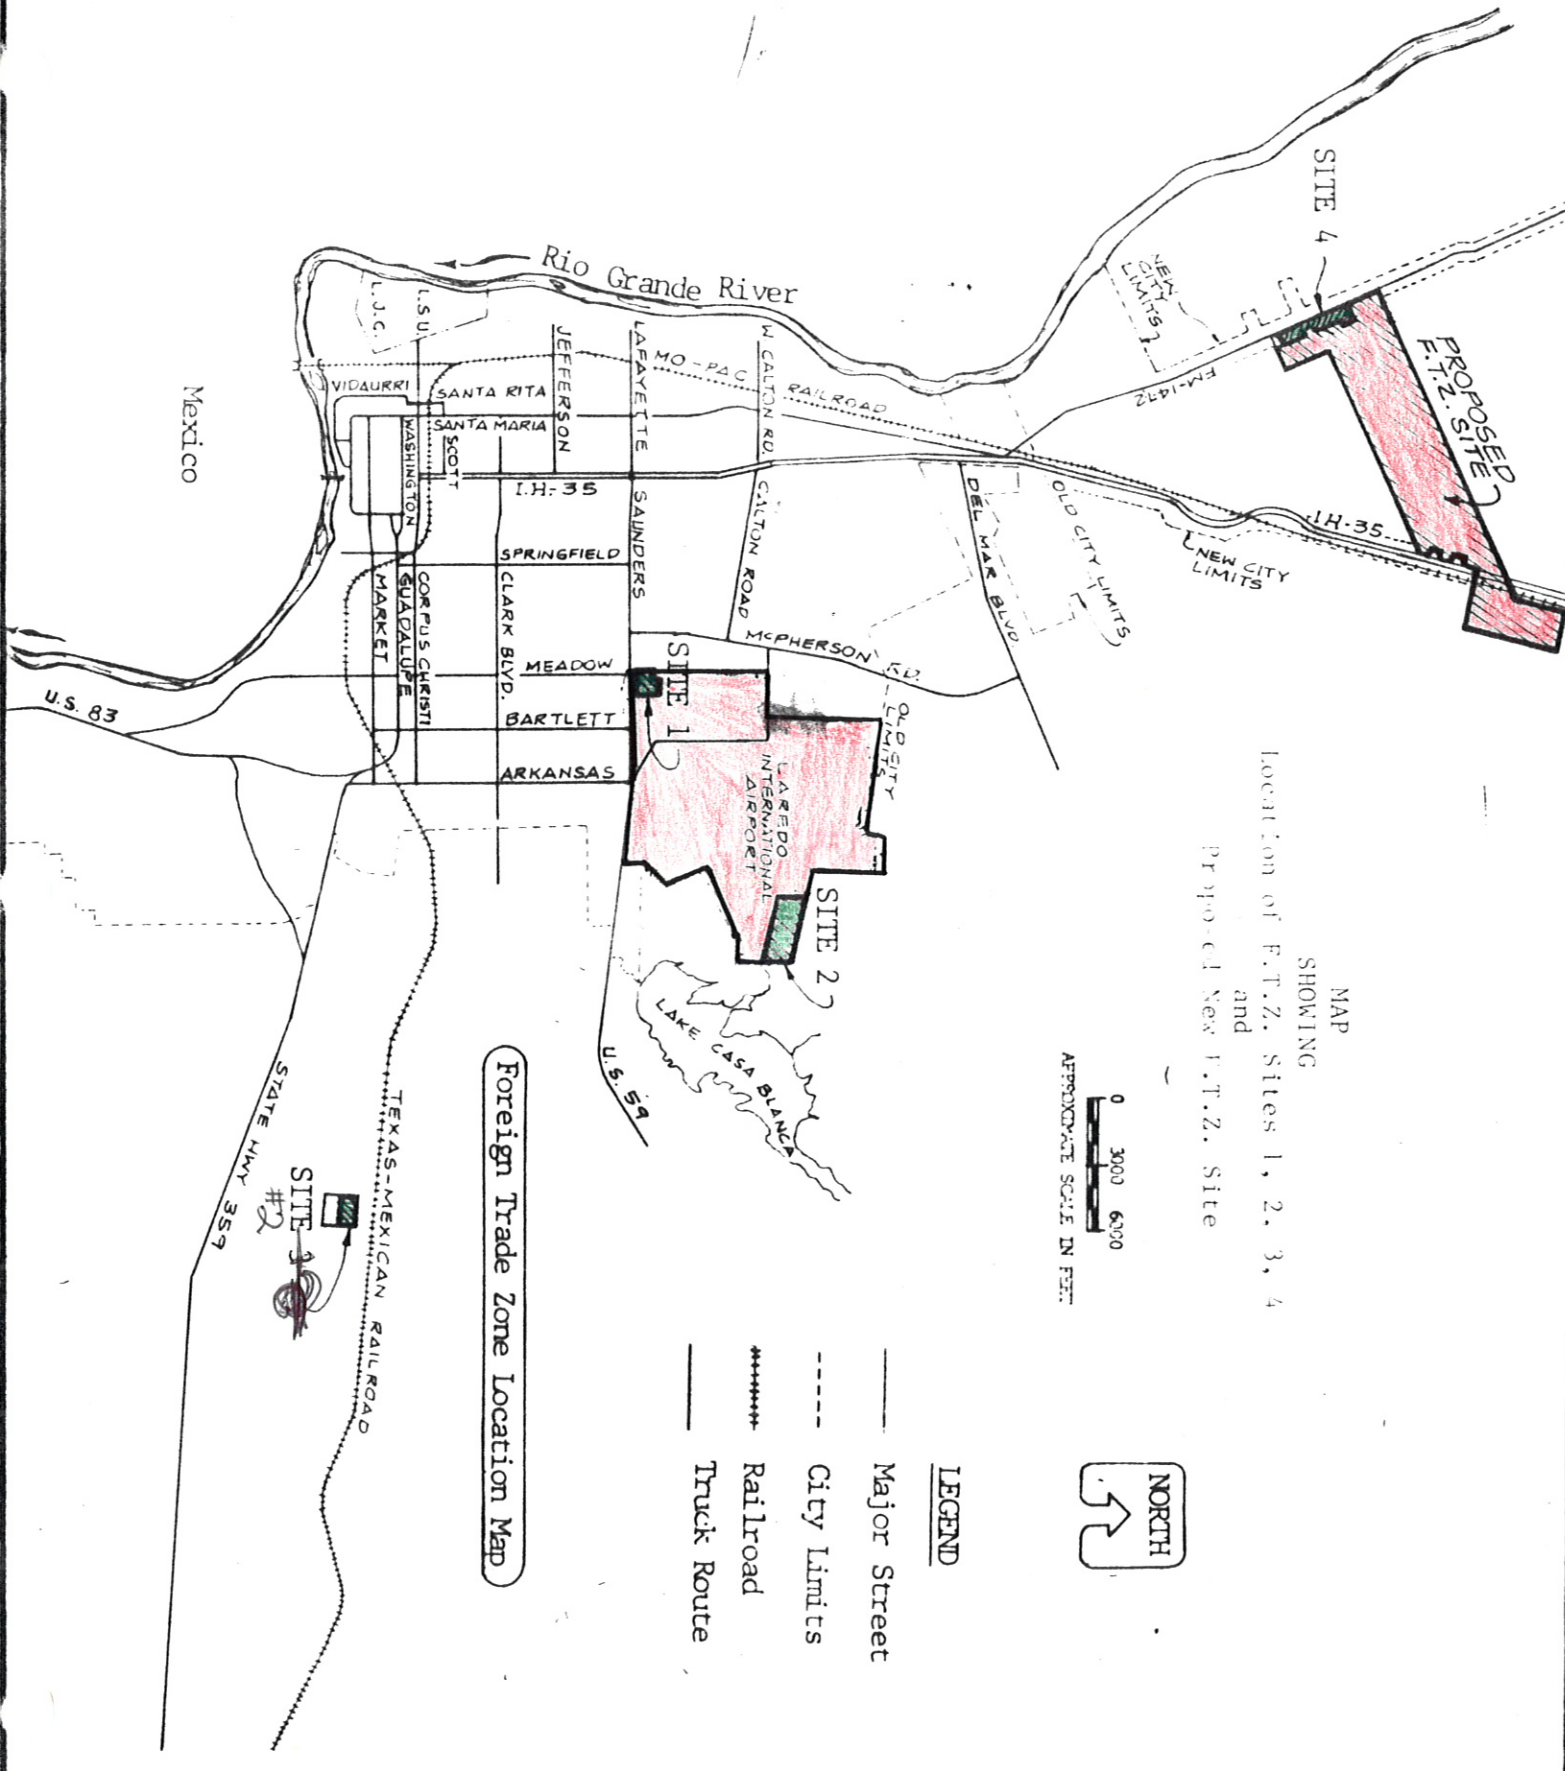 MAP
SHOWING
Location of F.T.Z. Sites 1, 2, 3, 4
and
Proposed New F.T.Z. Site
0 3000 6000
APPROXIMATE SCALE IN FEET
NORTH
LEGEND
Major Street
City Limits
Railroad
Truck Route
Foreign Trade Zone Location Map
SITE 4
PROPOSED
F.T.Z. SITE
NEW
CITY
LIMITS
FM-1472
IH-35
NEW CITY
LIMITS
OLD CITY LIMITS
DEL MAR BLVD.
Rio Grande River
MO-PAC RAILROAD
W CALTON RD.
CALTON ROAD
LAFAYETTE
SAUNDERS
JEFFERSON
L.S.U.
L.J.C.
VIDAURRI
SANTA RITA
SANTA MARIA
SCOTT
WASHINGTON
I.H-35
SPRINGFIELD
CLARK BLVD.
CORPUS CHRISTI
GUADALUPE
MARKET
MEADOW
BARTLETT
ARKANSAS
McPHERSON RD.
OLD CITY
LIMITS
SITE 1
LAREDO
INTERNATIONAL
AIRPORT
SITE 2
LAKE CASA BLANCA
U.S. 59
U.S. 83
Mexico
STATE HWY 359
TEXAS-MEXICAN RAILROAD
SITE 3
#2